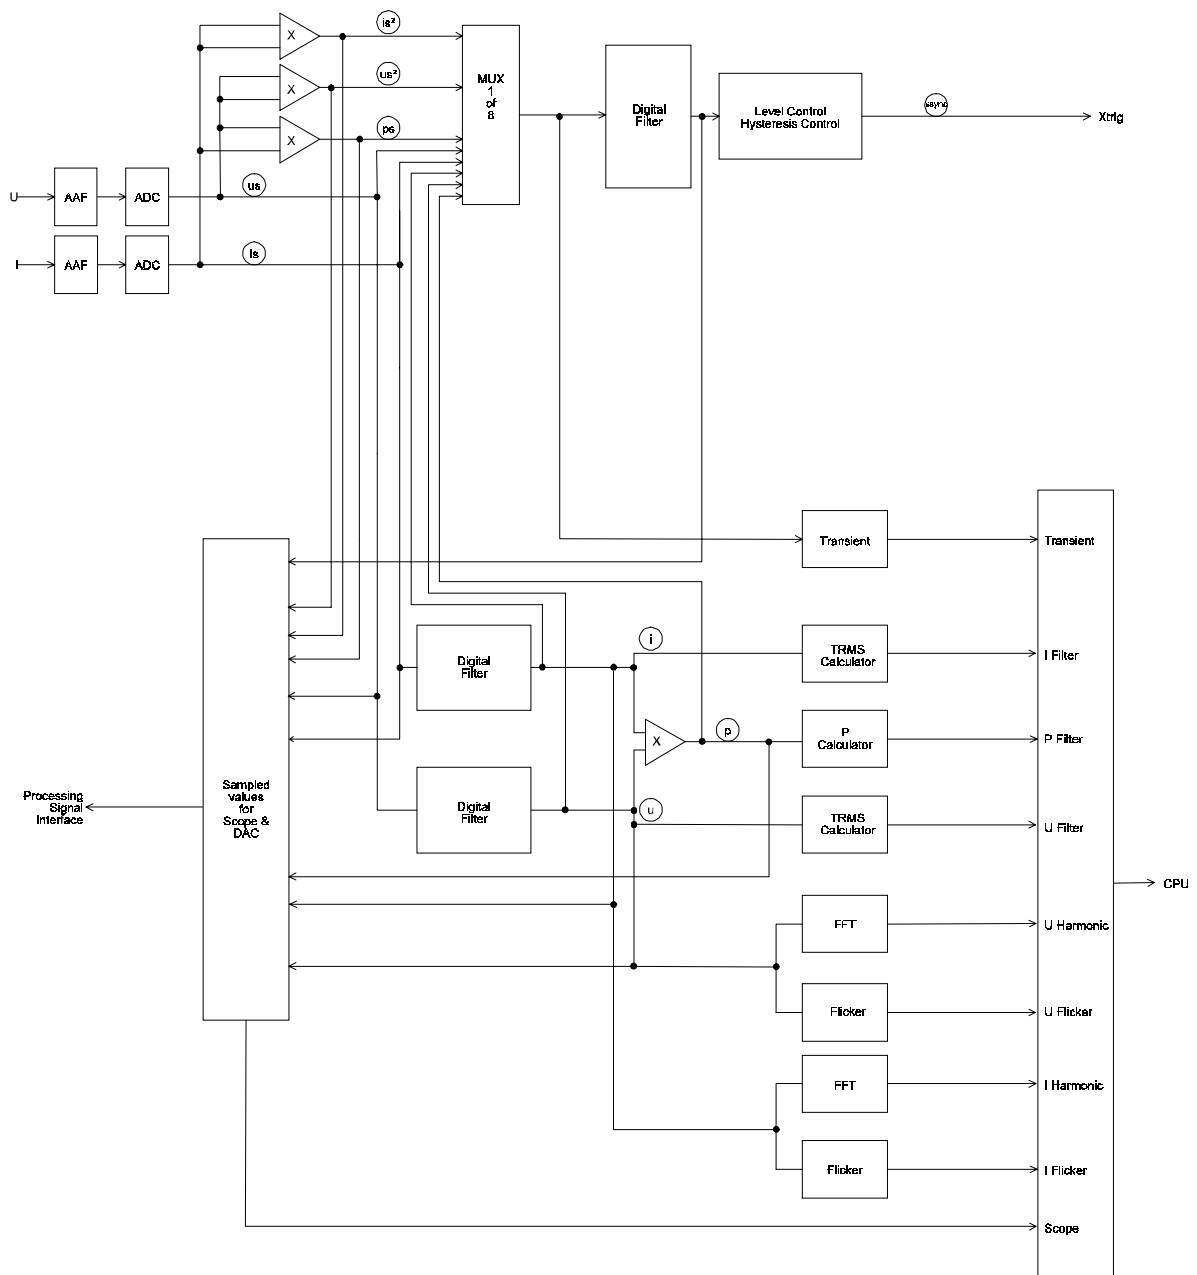 X
is²
X
us²
X
ps
MUX
1
of
8
Digital
Filter
Level Control
Hysteresis Control
ssync
Xtrig
U
AAF
ADC
us
I
AAF
ADC
is
Transient
Transient
Digital
Filter
i
TRMS
Calculator
I Filter
X
p
P
Calculator
P Filter
Sampled
values
for
Scope &
DAC
Processing
Signal
Interface
Digital
Filter
u
TRMS
Calculator
U Filter
CPU
FFT
U Harmonic
Flicker
U Flicker
FFT
I Harmonic
Flicker
I Flicker
Scope